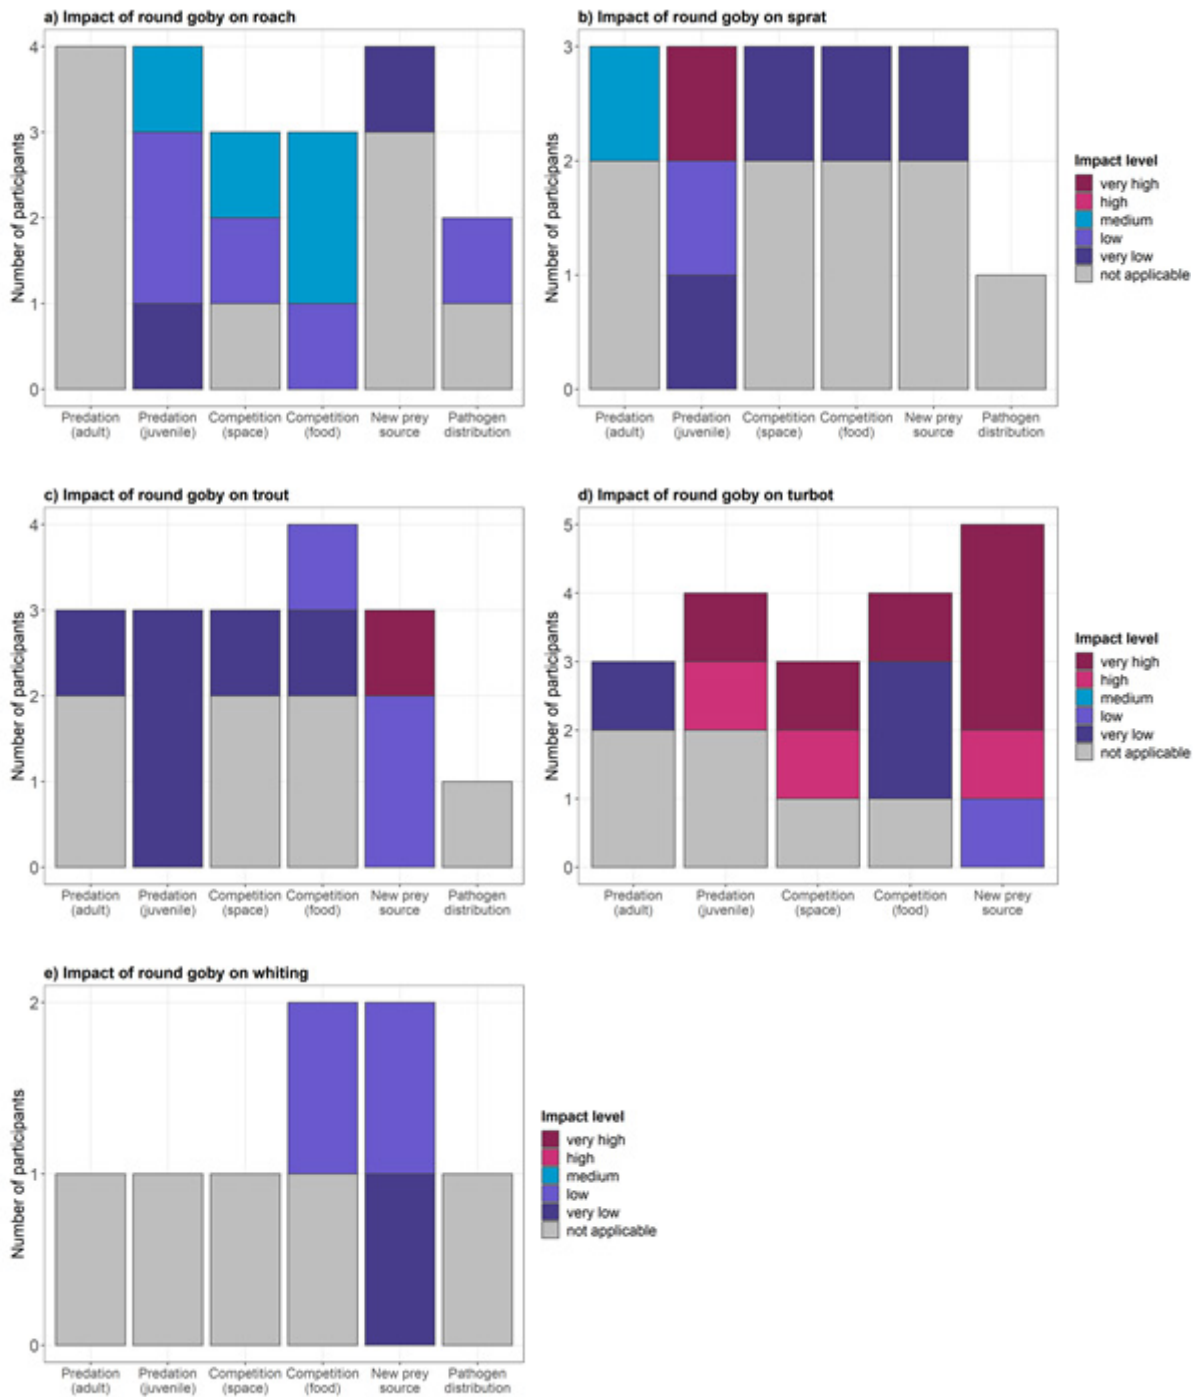 a) Impact of round goby on roach
Number of participants
4
3
2
1
0
Predation (adult)
Predation (juvenile)
Competition (space)
Competition (food)
New prey source
Pathogen distribution
b) Impact of round goby on sprat
Number of participants
3
2
1
0
Predation (adult)
Predation (juvenile)
Competition (space)
Competition (food)
New prey source
Pathogen distribution
Impact level
very high
high
medium
low
very low
not applicable
c) Impact of round goby on trout
Number of participants
4
3
2
1
0
Predation (adult)
Predation (juvenile)
Competition (space)
Competition (food)
New prey source
Pathogen distribution
d) Impact of round goby on turbot
Number of participants
5
4
3
2
1
0
Predation (adult)
Predation (juvenile)
Competition (space)
Competition (food)
New prey source
Impact level
very high
high
medium
low
very low
not applicable
e) Impact of round goby on whiting
Number of participants
2
1
0
Predation (adult)
Predation (juvenile)
Competition (space)
Competition (food)
New prey source
Pathogen distribution
Impact level
very high
high
medium
low
very low
not applicable